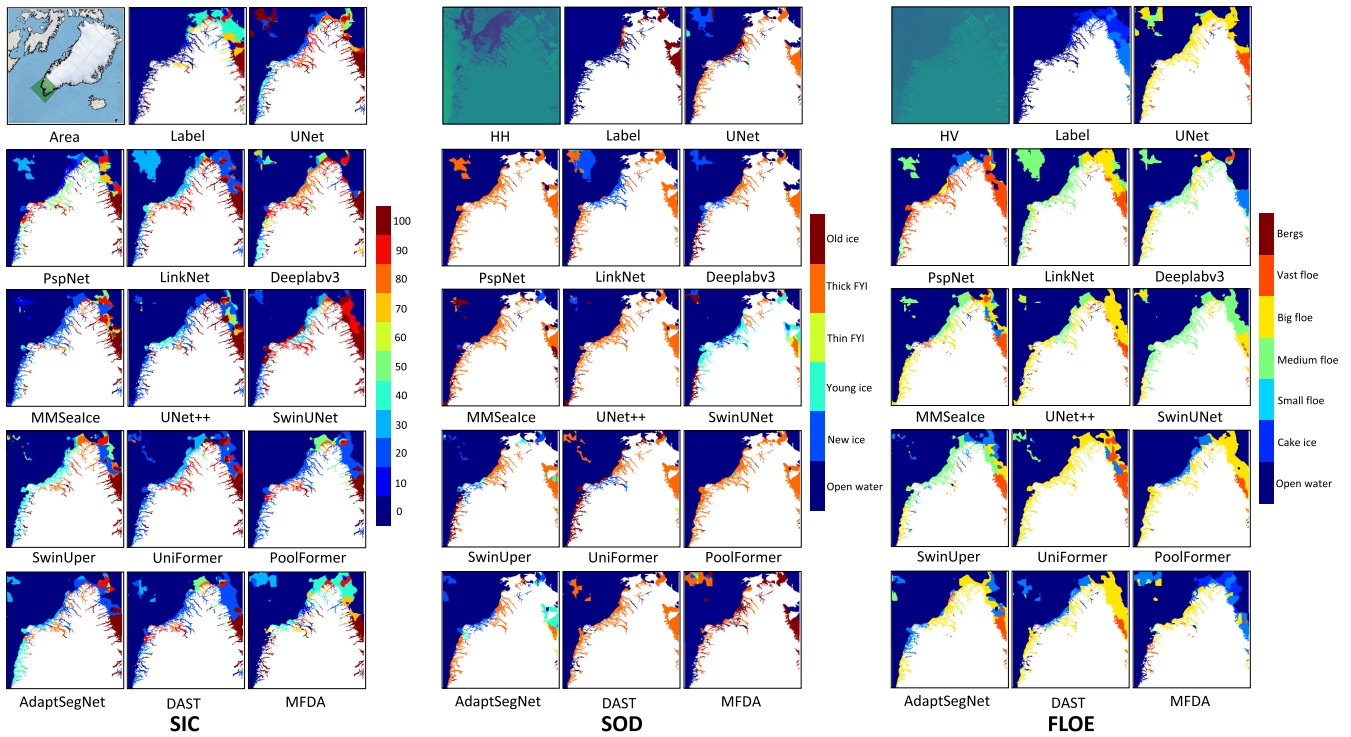 Area Label UNet
PspNet LinkNet Deeplabv3
MMSeaIce UNet++ SwinUNet
SwinUper UniFormer PoolFormer
AdaptSegNet DAST MFDA
SIC
100
90
80
70
60
50
40
30
20
10
0
HH Label UNet
PspNet LinkNet Deeplabv3
MMSeaIce UNet++ SwinUNet
SwinUper UniFormer PoolFormer
AdaptSegNet DAST MFDA
SOD
Old ice
Thick FYI
Thin FYI
Young ice
New ice
Open water
HV Label UNet
PspNet LinkNet Deeplabv3
MMSeaIce UNet++ SwinUNet
SwinUper UniFormer PoolFormer
AdaptSegNet DAST MFDA
FLOE
Bergs
Vast floe
Big floe
Medium floe
Small floe
Cake ice
Open water